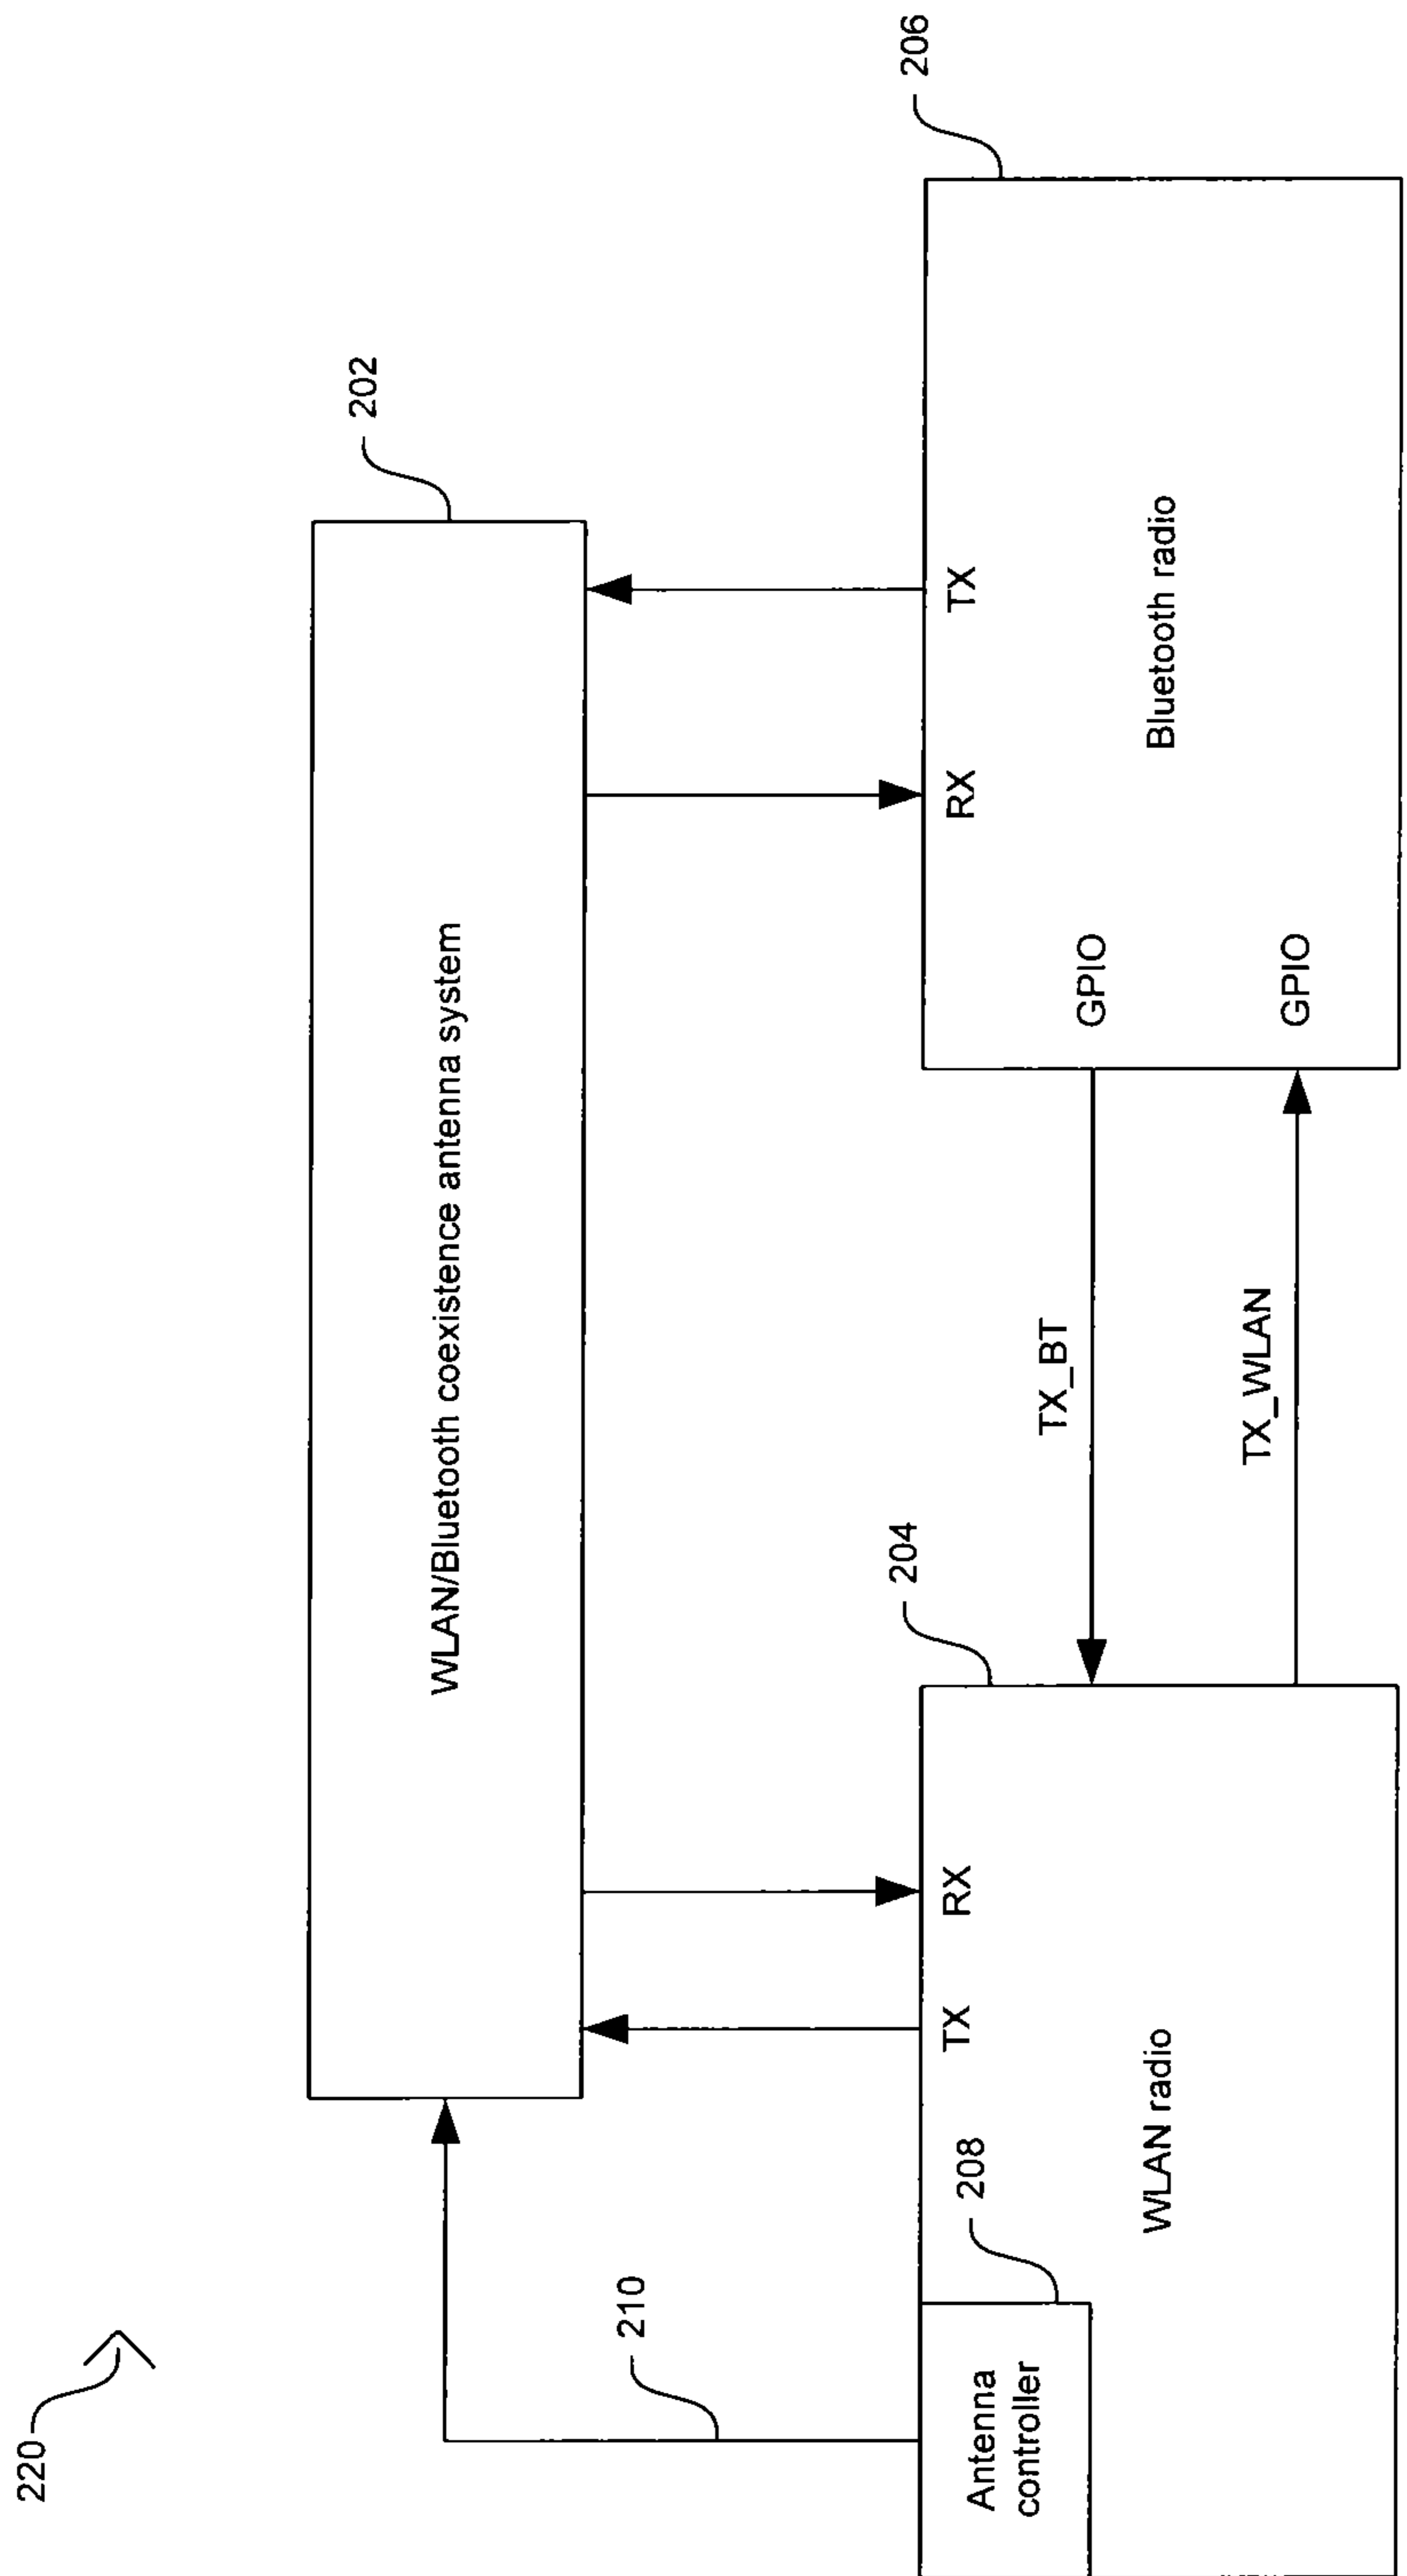 220
202
WLAN/Bluetooth coexistence antenna system
210
206
TX
RX
TX
RX
204
208
Antenna
controller
TX_BT
GPIO
WLAN radio
Bluetooth radio
TX_WLAN
GPIO